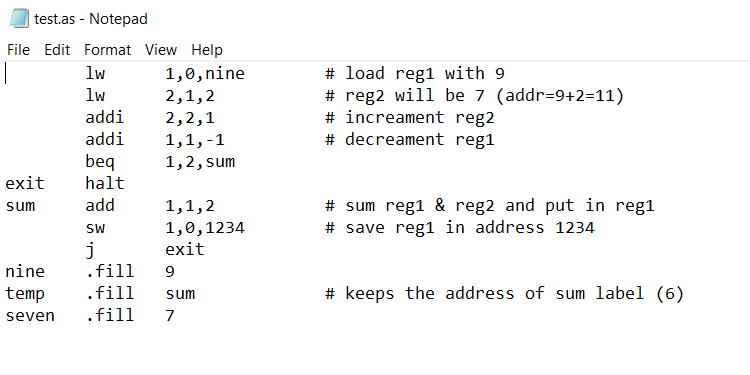 test.as - Notepad
File Edit Format View Help
lw 1,0,nine # load reg1 with 9
lw 2,1,2 # reg2 will be 7 (addr=9+2=11)
addi 2,2,1 # increament reg2
addi 1,1,-1 # decreament reg1
beq 1,2,sum
exit halt
sum add 1,1,2 # sum reg1 & reg2 and put in reg1
sw 1,0,1234 # save reg1 in address 1234
j exit
nine .fill 9
temp .fill sum # keeps the address of sum label (6)
seven .fill 7